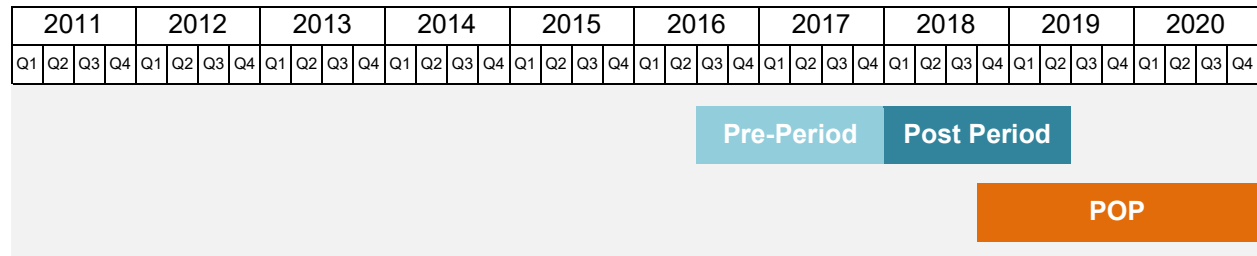 2011 2012 2013 2014 2015 2016 2017 2018 2019 2020
Q1 Q2 Q3 Q4 Q1 Q2 Q3 Q4 Q1 Q2 Q3 Q4 Q1 Q2 Q3 Q4 Q1 Q2 Q3 Q4 Q1 Q2 Q3 Q4 Q1 Q2 Q3 Q4 Q1 Q2 Q3 Q4 Q1 Q2 Q3 Q4 Q1 Q2 Q3 Q4
Pre-Period Post Period
POP